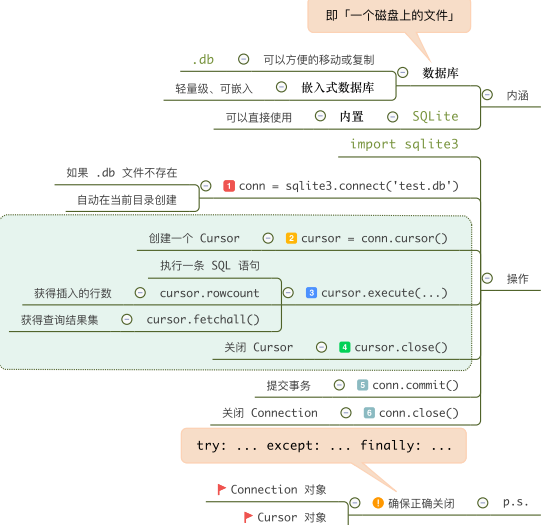 即「一个磁盘上的文件」
.db
可以方便的移动或复制
数据库
轻量级、可嵌入
嵌入式数据库
内涵
可以直接使用
内置
SQLite
import sqlite3
如果 .db 文件不存在
自动在当前目录创建
1 conn = sqlite3.connect('test.db')
创建一个 Cursor
2 cursor = conn.cursor()
执行一条 SQL 语句
获得插入的行数
cursor.rowcount
3 cursor.execute(...)
操作
获得查询结果集
cursor.fetchall()
关闭 Cursor
4 cursor.close()
提交事务
5 conn.commit()
关闭 Connection
6 conn.close()
try: ... except: ... finally: ...
Connection 对象
确保正确关闭
p.s.
Cursor 对象